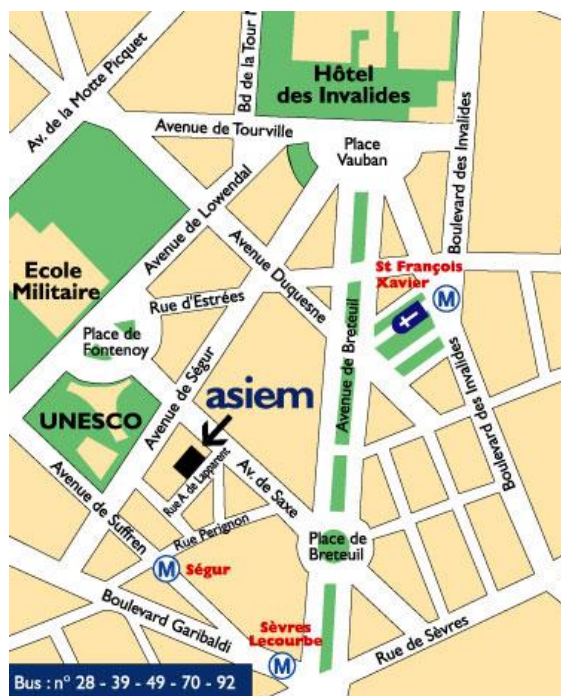 Av. de la Motte Picquet
Bd de la Tour M
Hôtel
des Invalides
Avenue de Tourville
Place
Vauban
Boulevard des Invalides
Avenue de Lowendal
Avenue Duquesne
St François
Xavier
M
Ecole
Militaire
Rue d'Estrées
Place de
Fontenoy
Avenue de Ségur
Avenue de Breteuil
Boulevard des Invalides
asiem
UNESCO
Rue A. de Lapparent
Av. de Saxe
Avenue de Suffren
Rue Perignon
Place de
Breteuil
M
Ségur
Boulevard Garibaldi
Sèvres
Lecourbe
M
Rue de Sèvres
Bus : n° 28 - 39 - 49 - 70 - 92